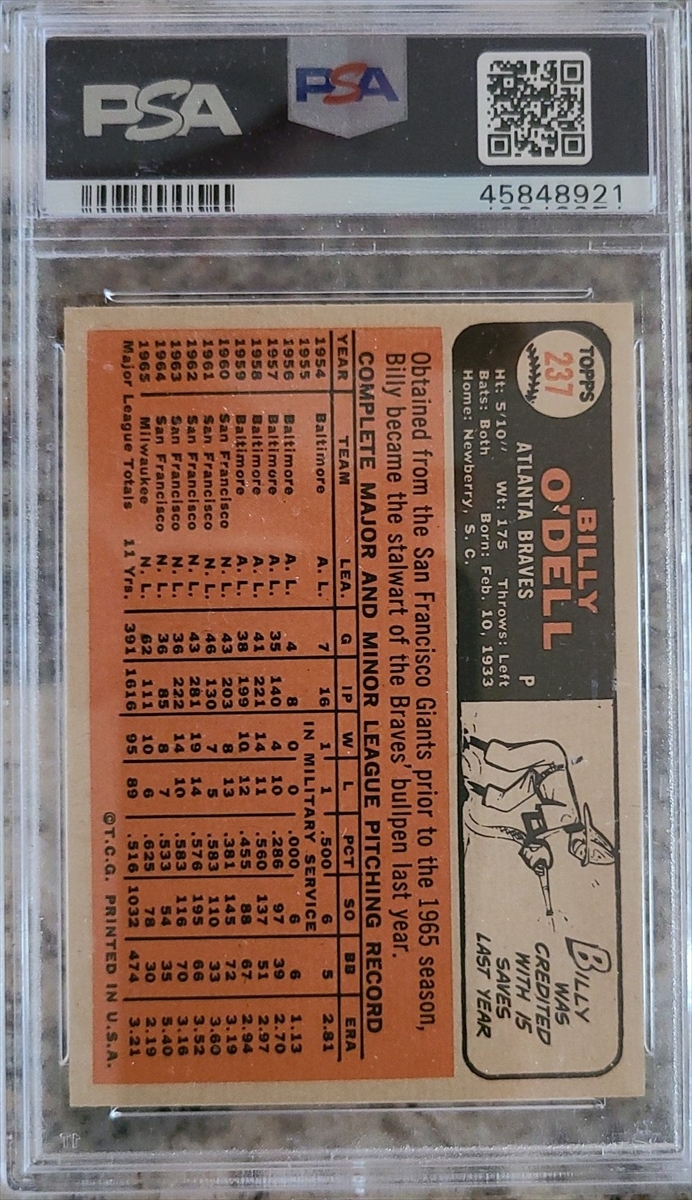 PSA
PSA
45848921
TOPPS
237
BILLY
O'DELL
ATLANTA BRAVES P
Ht: 5/10" Wt: 175 Throws: Left
Bats: Both Born: Feb. 10, 1933
Home: Newberry, S. C.
BILLY
WAS
CREDITED
WITH 15
SAVES
LAST YEAR
Obtained from the San Francisco Giants prior to the 1965 season,
Billy became the stalwart of the Braves' bullpen last year.
COMPLETE MAJOR AND MINOR LEAGUE PITCHING RECORD
YEAR TEAM LEA. G IP W L PCT SO BB ERA
1954 Baltimore A. L. 7 16 1 1 .500 6 5 2.81
1955 IN MILITARY SERVICE
1956 Baltimore A. L. 4 8 0 0 .000 6 6 1.13
1957 Baltimore A. L. 35 140 4 10 .286 97 39 2.70
1958 Baltimore A. L. 41 221 14 11 .560 137 51 2.97
1959 Baltimore A. L. 38 199 10 12 .455 88 67 2.94
1960 San Francisco N. L. 43 203 8 13 .381 145 72 3.19
1961 San Francisco N. L. 46 130 7 5 .583 110 33 3.60
1962 San Francisco N. L. 43 281 19 14 .576 195 66 3.52
1963 San Francisco N. L. 36 222 14 10 .583 116 70 3.16
1964 San Francisco N. L. 36 85 8 7 .533 54 35 5.40
1965 Milwaukee N. L. 62 111 10 6 .625 78 30 2.19
Major League Totals 11 Yrs. 391 1616 95 89 .516 1032 474 3.21
©T.C.G. PRINTED IN U.S.A.